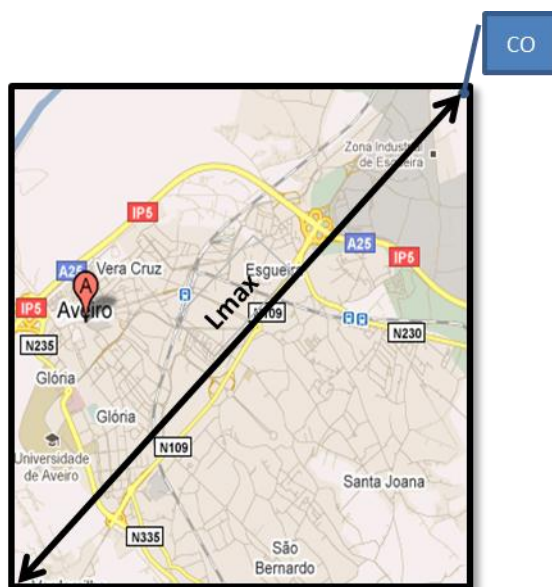 CO
Zona Industrial
de Esgueira
IP5
A25
IP5
A25
Vera Cruz
Esgueira
A
IP5
Aveiro
Lmax
N109
N235
N230
Glória
Glória
N109
Universidade
de Aveiro
Santa Joana
N335
São
Bernardo